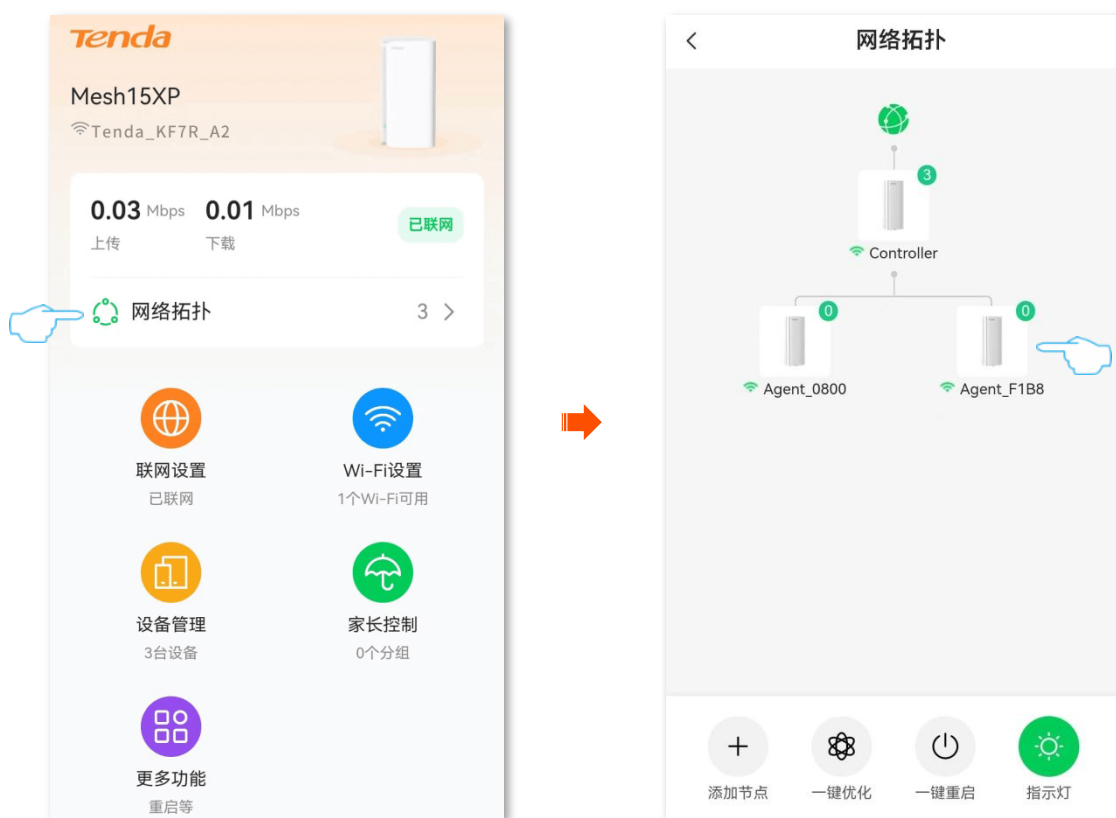 Tenda
Mesh15XP
Tenda_KF7R_A2
0.03 Mbps 0.01 Mbps
已联网
上传 下载
网络拓扑 3
联网设置 Wi-Fi设置
已联网 1个Wi-Fi可用
设备管理 家长控制
3台设备 0个分组
更多功能
重启等
网络拓扑
3
Controller
0 0
Agent_0800 Agent_F1B8
添加节点 一键优化 一键重启 指示灯